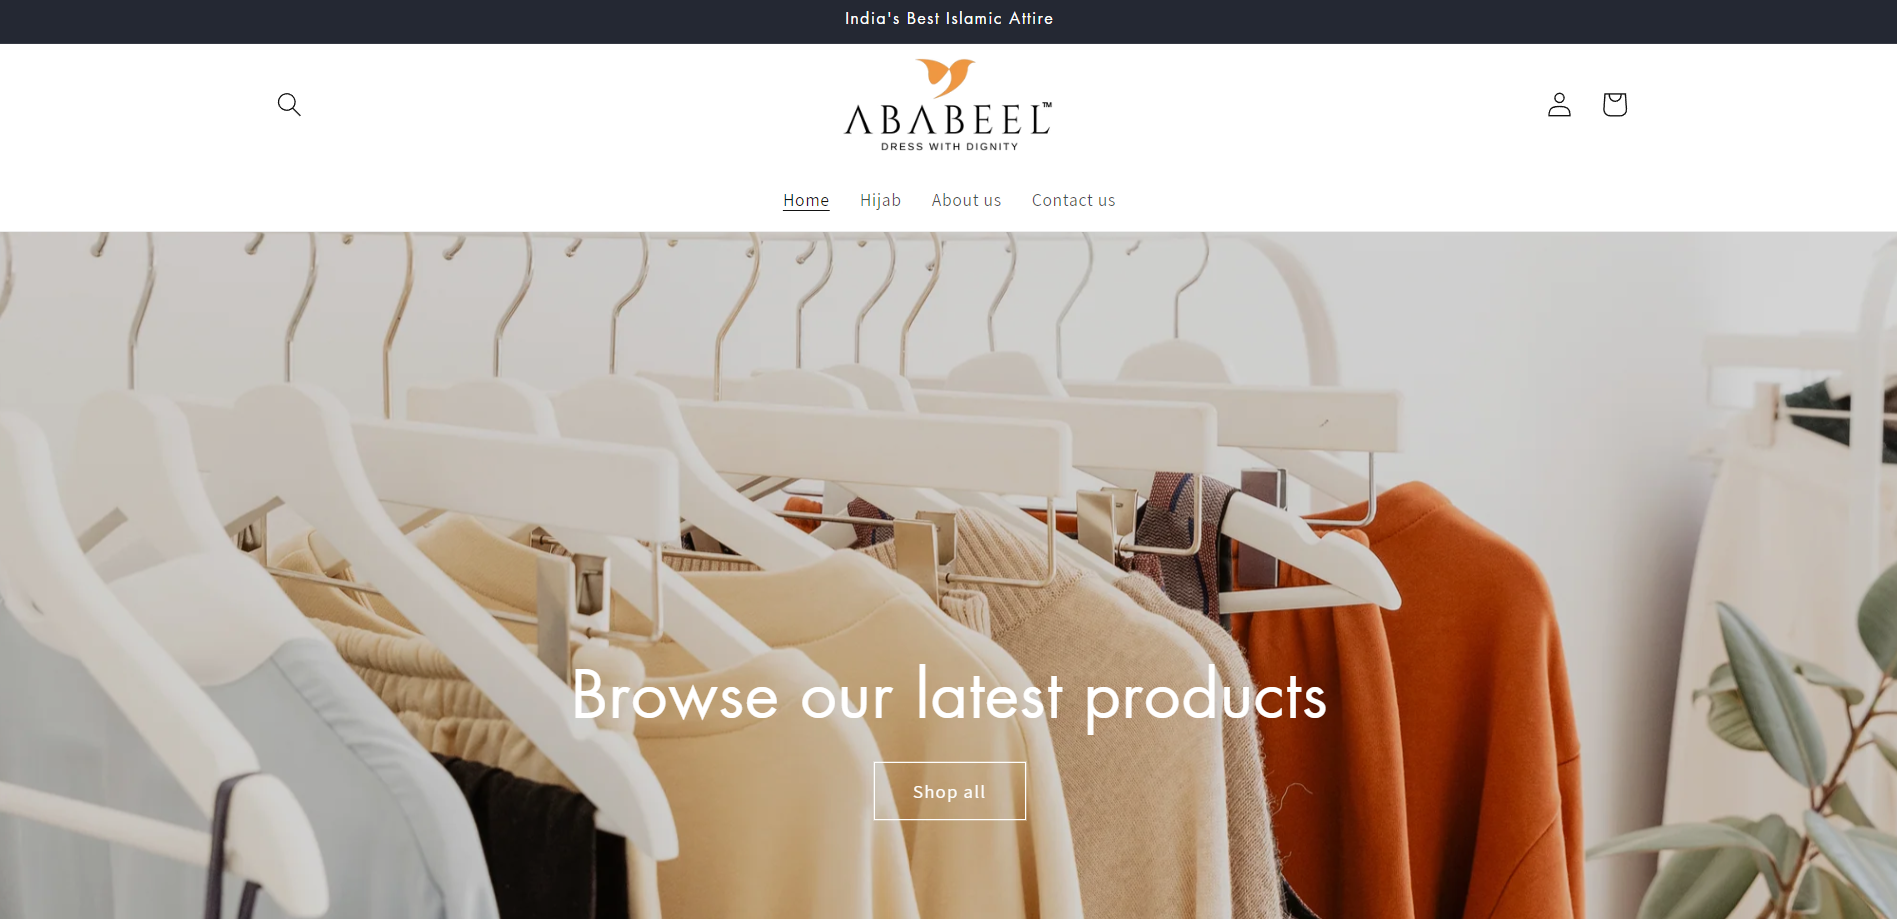 India's Best Islamic Attire
ABABEEL™
DRESS WITH DIGNITY
Home Hijab About us Contact us
Browse our latest products
Shop all